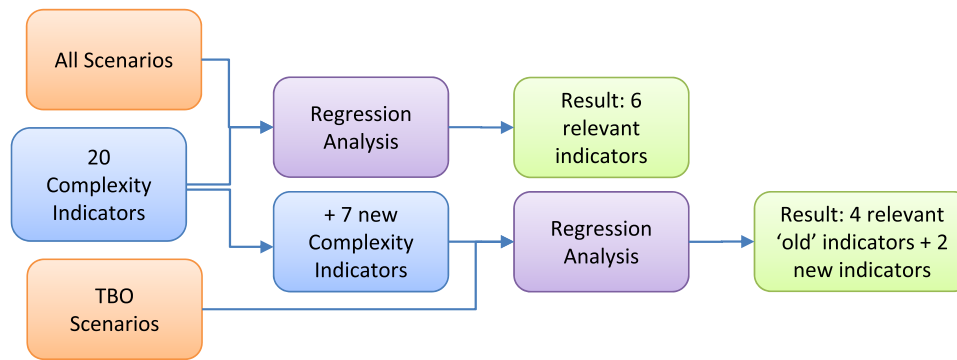 All Scenarios
20
Complexity
Indicators
TBO
Scenarios
Regression
Analysis
+ 7 new
Complexity
Indicators
Result: 6
relevant
indicators
Regression
Analysis
Result: 4 relevant
‘old’ indicators + 2
new indicators